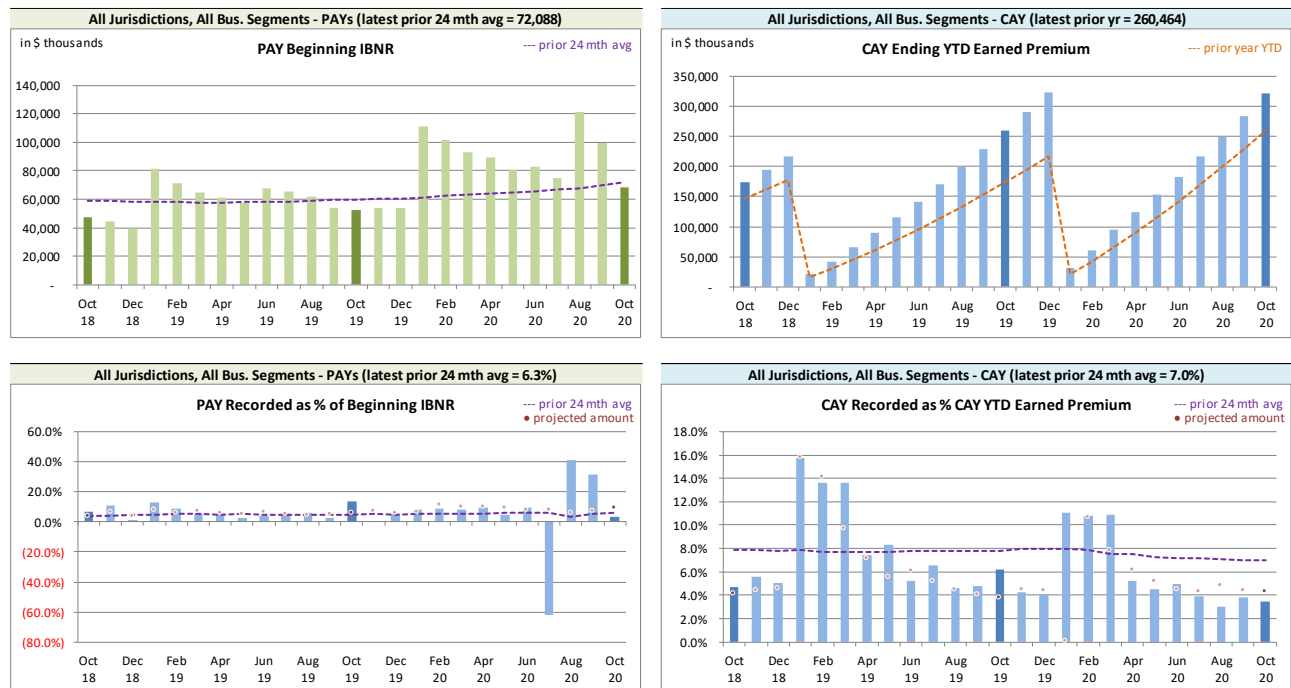 All Jurisdictions, All Bus. Segments - PAYs (latest prior 24 mth avg = 72,088)
in $ thousands
PAY Beginning IBNR
--- prior 24 mth avg
140,000
120,000
100,000
80,000
60,000
40,000
20,000
-
Oct Dec Feb Apr Jun Aug Oct Dec Feb Apr Jun Aug Oct
18 18 19 19 19 19 19 19 20 20 20 20 20
All Jurisdictions, All Bus. Segments - CAY (latest prior yr = 260,464)
in $ thousands
CAY Ending YTD Earned Premium
--- prior year YTD
350,000
300,000
250,000
200,000
150,000
100,000
50,000
-
Oct Dec Feb Apr Jun Aug Oct Dec Feb Apr Jun Aug Oct
18 18 19 19 19 19 19 19 20 20 20 20 20
All Jurisdictions, All Bus. Segments - PAYs (latest prior 24 mth avg = 6.3%)
PAY Recorded as % of Beginning IBNR
--- prior 24 mth avg
• projected amount
60.0%
40.0%
20.0%
0.0%
(20.0%)
(40.0%)
(60.0%)
(80.0%)
Oct Dec Feb Apr Jun Aug Oct Dec Feb Apr Jun Aug Oct
18 18 19 19 19 19 19 19 20 20 20 20 20
All Jurisdictions, All Bus. Segments - CAY (latest prior 24 mth avg = 7.0%)
CAY Recorded as % CAY YTD Earned Premium
--- prior 24 mth avg
• projected amount
18.0%
16.0%
14.0%
12.0%
10.0%
8.0%
6.0%
4.0%
2.0%
0.0%
Oct Dec Feb Apr Jun Aug Oct Dec Feb Apr Jun Aug Oct
18 18 19 19 19 19 19 19 20 20 20 20 20